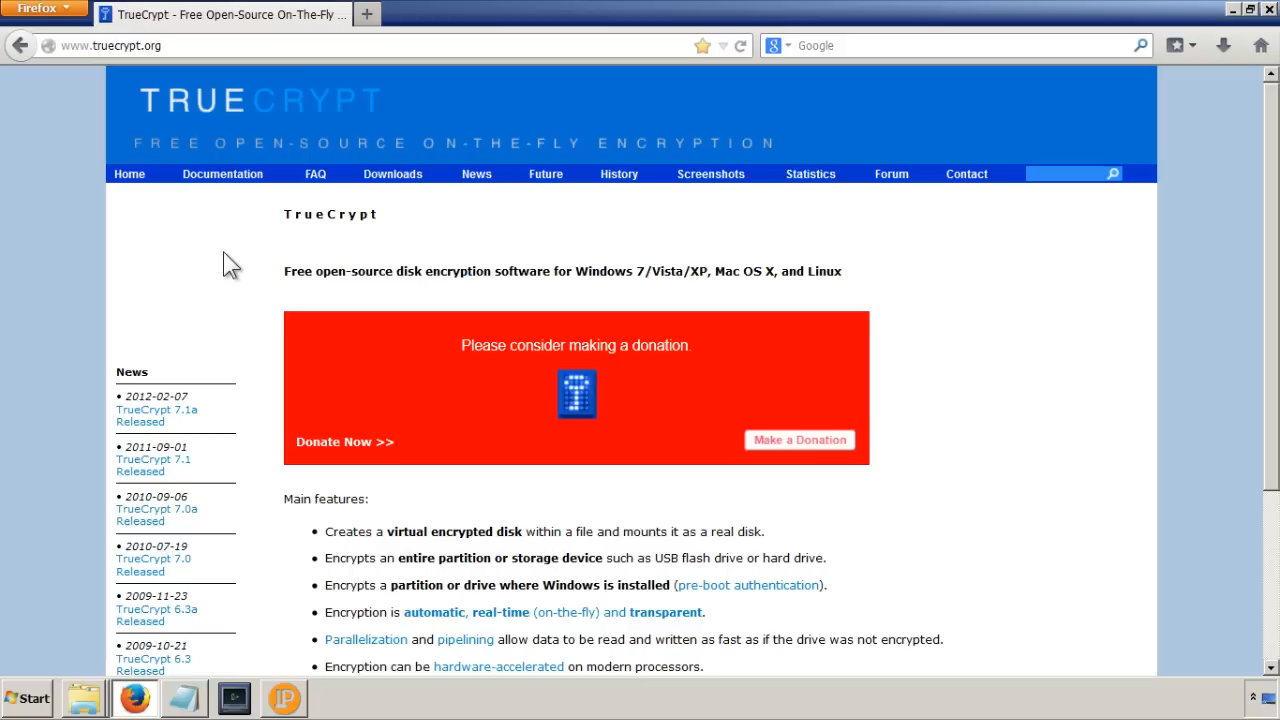 Firefox
TrueCrypt - Free Open-Source On-The-Fly ...
www.truecrypt.org
Google
TRUECRYPT
FREE OPEN-SOURCE ON-THE-FLY ENCRYPTION
Home Documentation FAQ Downloads News Future History Screenshots Statistics Forum Contact
TrueCrypt
Free open-source disk encryption software for Windows 7/Vista/XP, Mac OS X, and Linux
Please consider making a donation.
Donate Now >>
Make a Donation
News
• 2012-02-07
TrueCrypt 7.1a
Released
• 2011-09-01
TrueCrypt 7.1
Released
• 2010-09-06
TrueCrypt 7.0a
Released
• 2010-07-19
TrueCrypt 7.0
Released
• 2009-11-23
TrueCrypt 6.3a
Released
• 2009-10-21
TrueCrypt 6.3
Released
Main features:
• Creates a virtual encrypted disk within a file and mounts it as a real disk.
• Encrypts an entire partition or storage device such as USB flash drive or hard drive.
• Encrypts a partition or drive where Windows is installed (pre-boot authentication).
• Encryption is automatic, real-time (on-the-fly) and transparent.
• Parallelization and pipelining allow data to be read and written as fast as if the drive was not encrypted.
• Encryption can be hardware-accelerated on modern processors.
Start